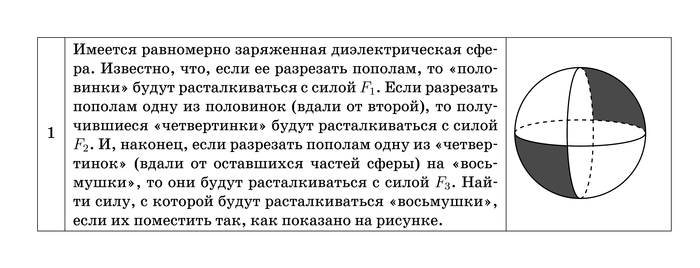 1
Имеется равномерно заряженная диэлектрическая сфе-
ра. Известно, что, если ее разрезать пополам, то «поло-
винки» будут расталкиваться с силой F₁. Если разрезать
пополам одну из половинок (вдали от второй), то полу-
чившиеся «четвертинки» будут расталкиваться с силой
F₂. И, наконец, если разрезать пополам одну из «четвер-
тинок» (вдали от оставшихся частей сферы) на «вось-
мушки», то они будут расталкиваться с силой F₃. Най-
ти силу, с которой будут расталкиваться «восьмушки»,
если их поместить так, как показано на рисунке.